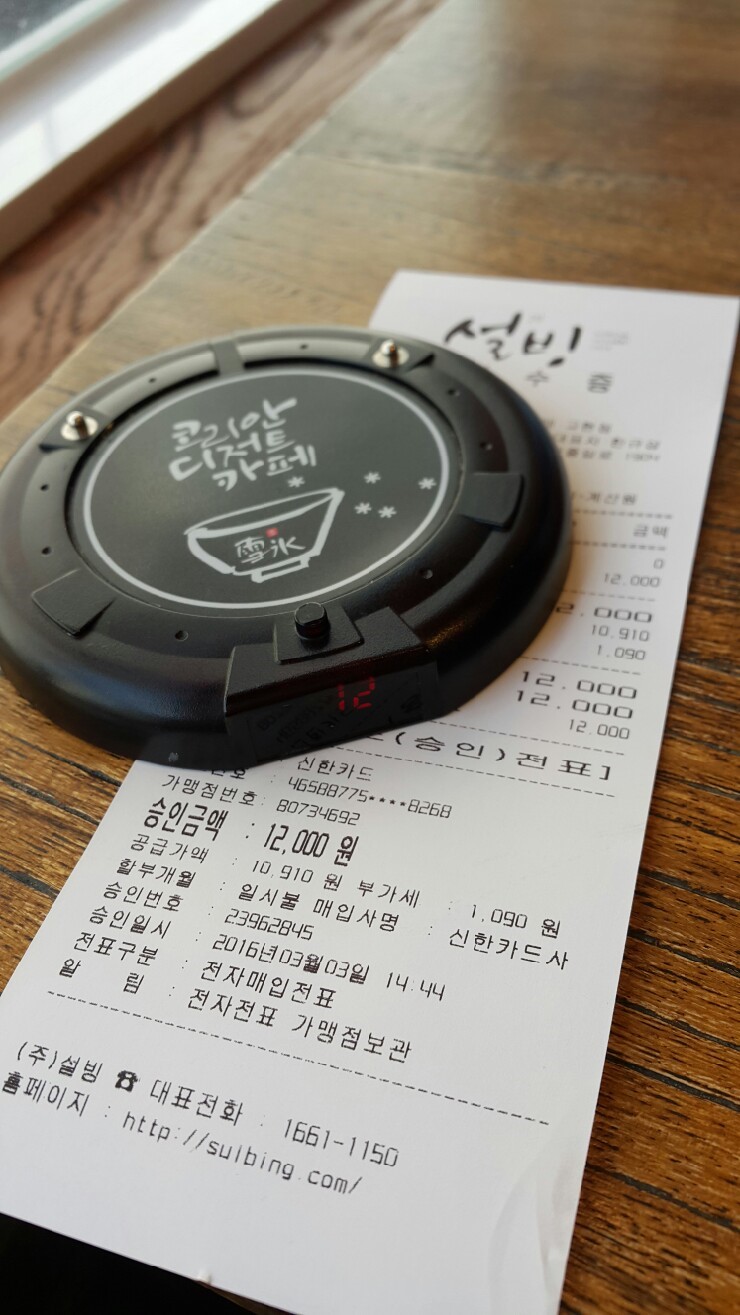 설빙
코리안
디저트
카페
雪氷
12
고현점
금액
0
12,000
10,910
1,090
12,000
12,000
12,000
(승인)전표]
신한카드
46588775****8268
가맹점번호 : 80734692
승인금액 : 12,000 원
공급가액 : 10,910 원 부가세 : 1,090 원
할부개월 : 일시불 매입사명 : 신한카드사
승인번호 : 23962845
승인일시 : 2016년03월03일 14:44
전표구분 : 전자매입전표
알 림 : 전자전표 가맹점보관
(주)설빙 ☎ 대표전화 : 1661-1150
홈페이지 : http://sulbing.com/